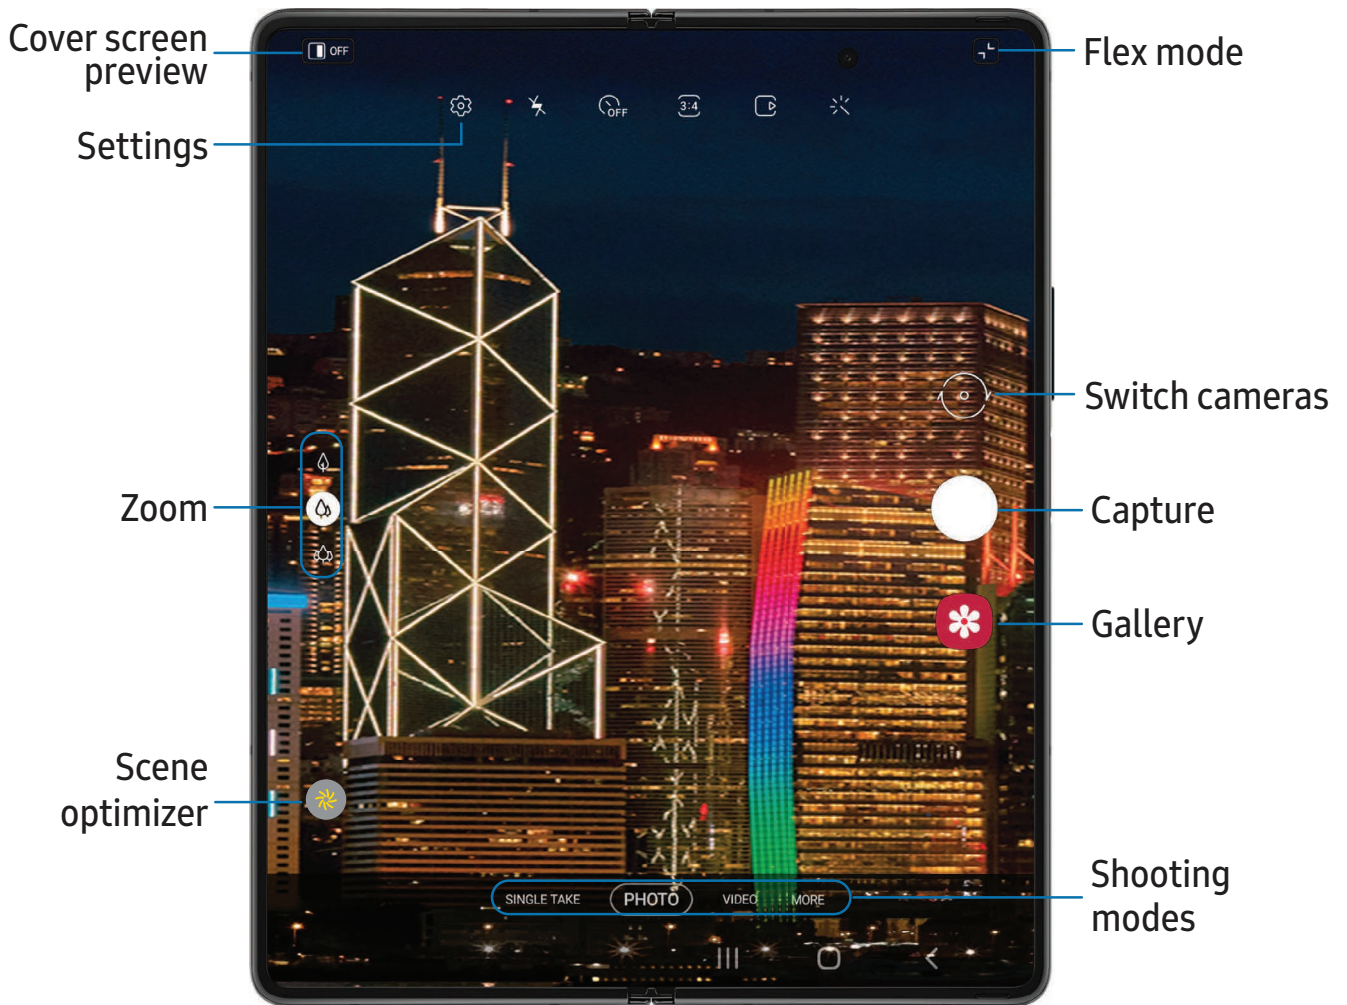 Cover screen
preview
OFF
Flex mode
Settings
OFF
3:4
Switch cameras
Zoom
Capture
Gallery
Scene
optimizer
Shooting
modes
SINGLE TAKE
PHOTO
VIDEO
MORE